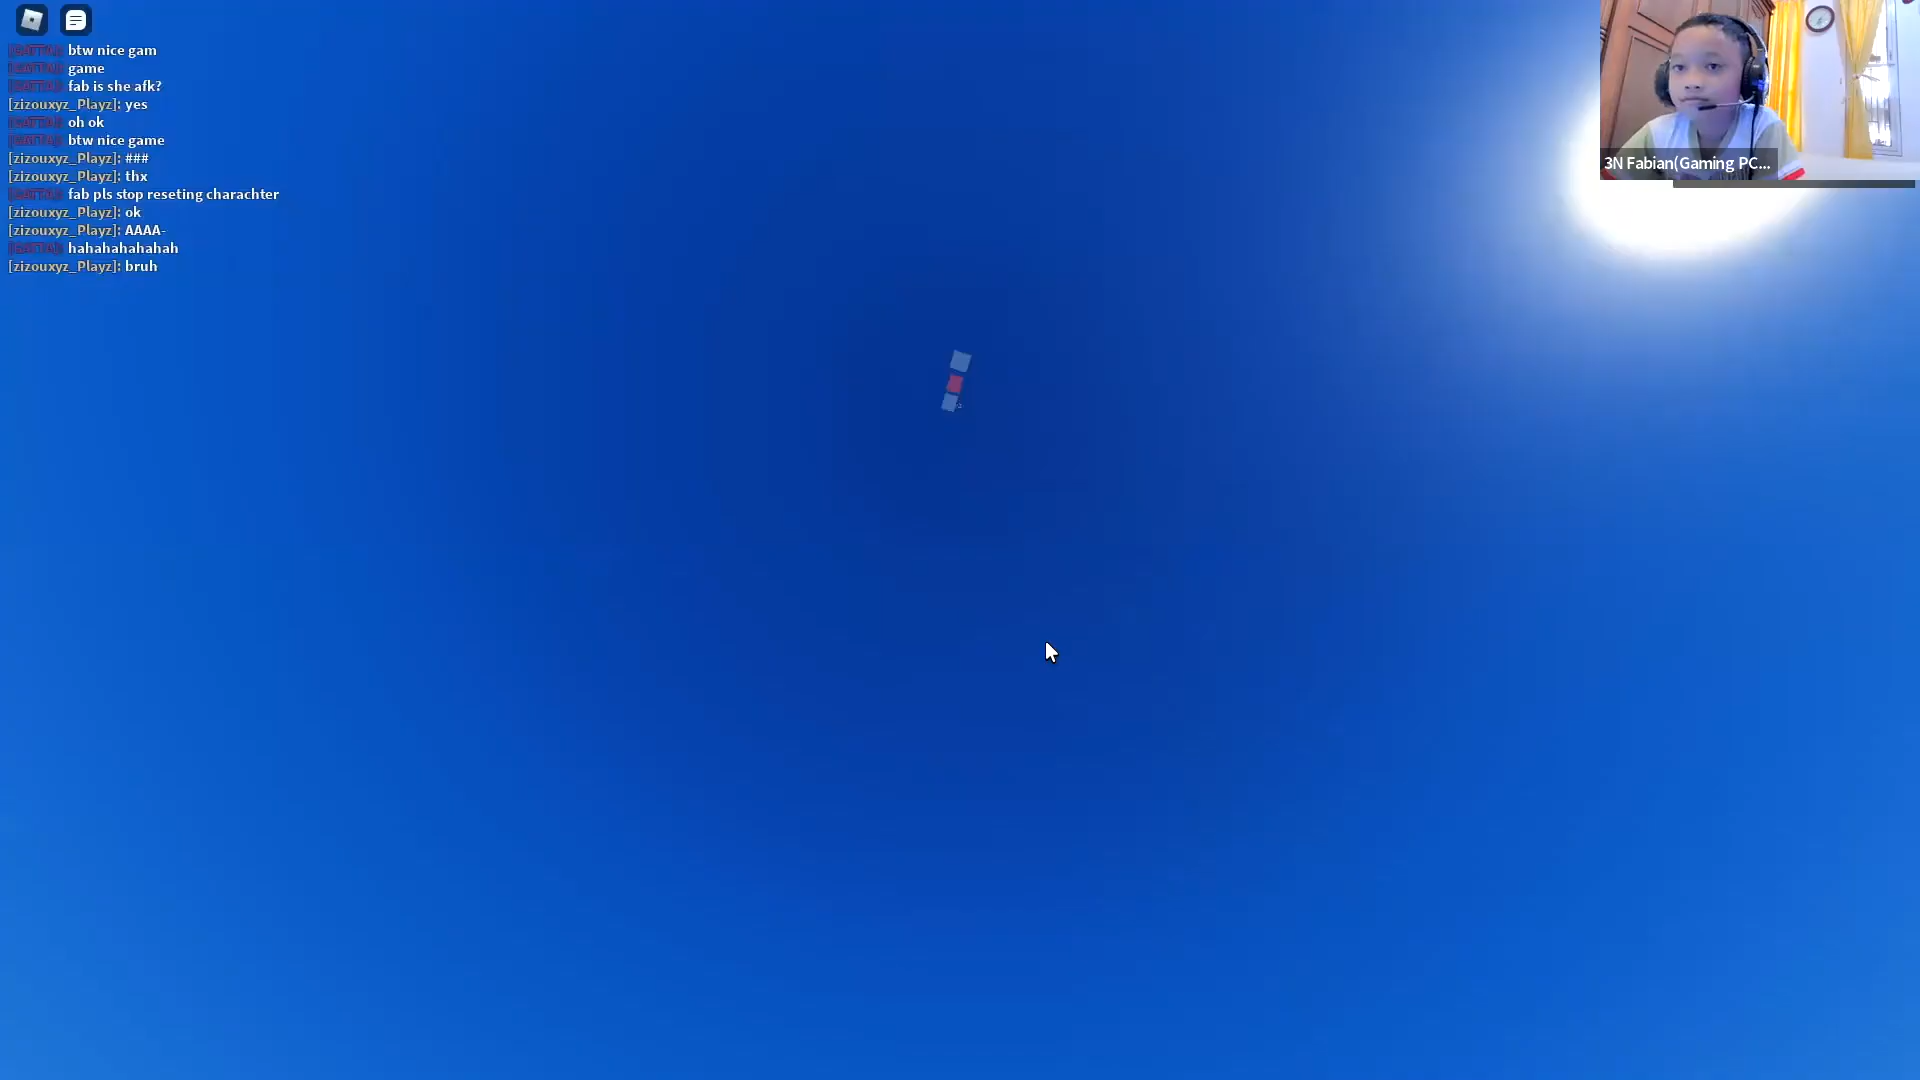 btw nice gam
game
fab is she afk?
[zizouxyz_Playz]: yes
oh ok
btw nice game
[zizouxyz_Playz]: ###
[zizouxyz_Playz]: thx
fab pls stop reseting charachter
[zizouxyz_Playz]: ok
[zizouxyz_Playz]: AAAA-
hahahahahahah
[zizouxyz_Playz]: bruh
3N Fabian(Gaming PC...